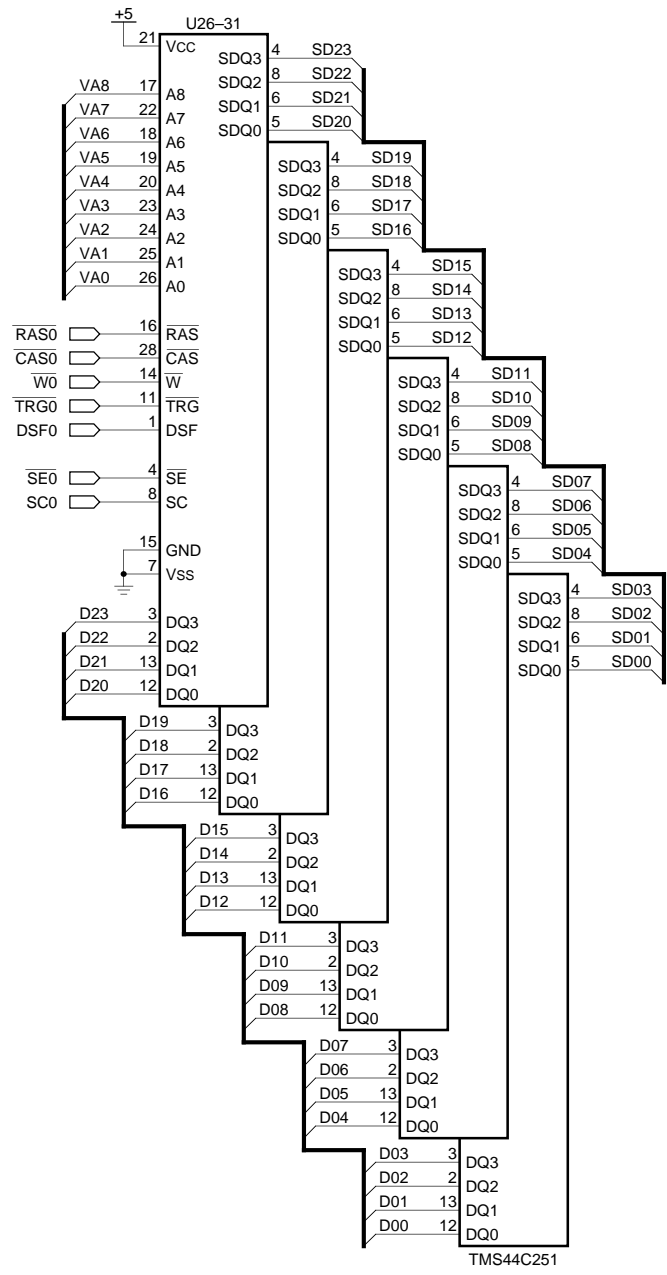 +5
U26–31
21 VCC
SDQ3 4 SD23
SDQ2 8 SD22
SDQ1 6 SD21
SDQ0 5 SD20
VA8 17 A8
VA7 22 A7
VA6 18 A6
VA5 19 A5
VA4 20 A4
VA3 23 A3
VA2 24 A2
VA1 25 A1
VA0 26 A0
SDQ3 4 SD19
SDQ2 8 SD18
SDQ1 6 SD17
SDQ0 5 SD16
SDQ3 4 SD15
SDQ2 8 SD14
SDQ1 6 SD13
SDQ0 5 SD12
RAS0 16 RAS
CAS0 28 CAS
W0 14 W
TRG0 11 TRG
DSF0 1 DSF
SE0 4 SE
SC0 8 SC
SDQ3 4 SD11
SDQ2 8 SD10
SDQ1 6 SD09
SDQ0 5 SD08
SDQ3 4 SD07
SDQ2 8 SD06
SDQ1 6 SD05
SDQ0 5 SD04
15 GND
7 VSS
SDQ3 4 SD03
SDQ2 8 SD02
SDQ1 6 SD01
SDQ0 5 SD00
D23 3 DQ3
D22 2 DQ2
D21 13 DQ1
D20 12 DQ0
D19 3 DQ3
D18 2 DQ2
D17 13 DQ1
D16 12 DQ0
D15 3 DQ3
D14 2 DQ2
D13 13 DQ1
D12 12 DQ0
D11 3 DQ3
D10 2 DQ2
D09 13 DQ1
D08 12 DQ0
D07 3 DQ3
D06 2 DQ2
D05 13 DQ1
D04 12 DQ0
D03 3 DQ3
D02 2 DQ2
D01 13 DQ1
D00 12 DQ0
TMS44C251